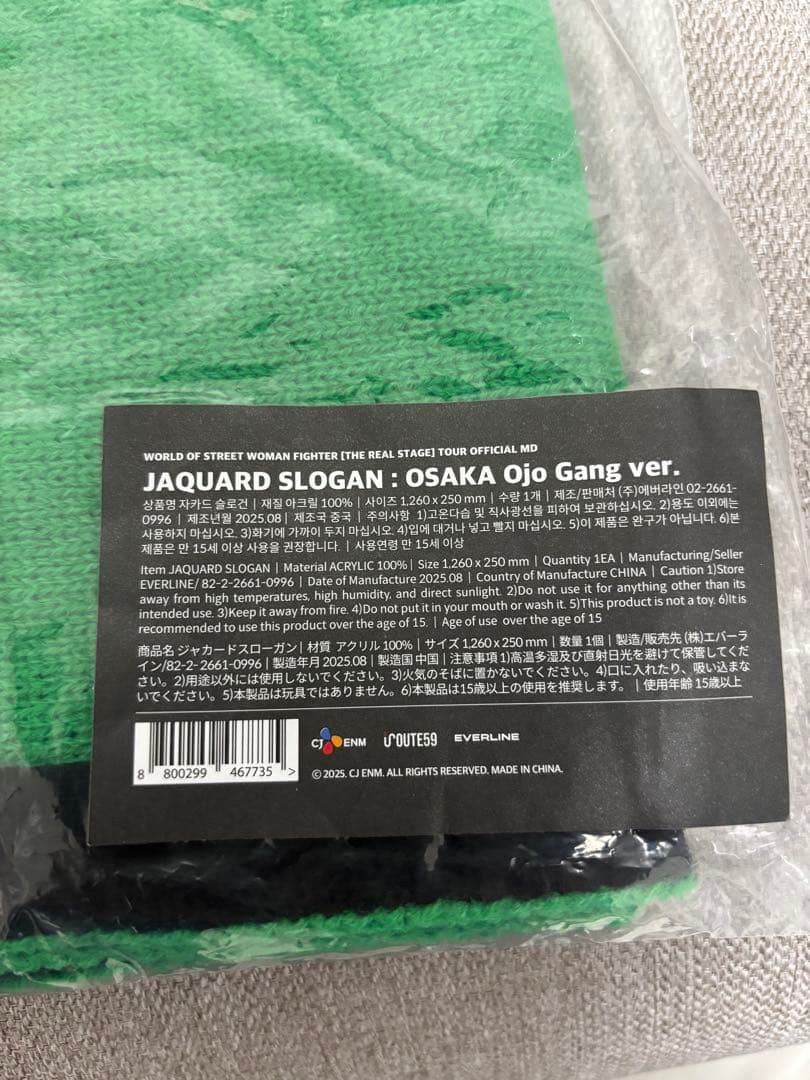 WORLD OF STREET WOMAN FIGHTER [THE REAL STAGE] TOUR OFFICIAL MD
JAQUARD SLOGAN : OSAKA Ojo Gang ver.
상품명 자카드 슬로건 | 재질 아크릴 100% | 사이즈 1,260 x 250 mm | 수량 1개 | 제조/판매처 (주)에버라인 02-2661-
0996 | 제조년월 2025.08 | 제조국 중국 | 주의사항 1)고온다습 및 직사광선을 피하여 보관하십시오. 2)용도 이외에는
사용하지 마십시오. 3)화기에 가까이 두지 마십시오. 4)입에 대거나 넣고 빨지 마십시오. 5)이 제품은 완구가 아닙니다. 6)본
제품은 만 15세 이상 사용을 권장합니다. | 사용연령 만 15세 이상
Item JAQUARD SLOGAN | Material ACRYLIC 100% | Size 1,260 x 250 mm | Quantity 1EA | Manufacturing/Seller
EVERLINE/ 82-2-2661-0996 | Date of Manufacture 2025.08 | Country of Manufacture CHINA | Caution 1)Store
away from high temperatures, high humidity, and direct sunlight. 2)Do not use it for anything other than its
intended use. 3)Keep it away from fire. 4)Do not put it in your mouth or wash it. 5)This product is not a toy. 6)It is
recommended to use this product over the age of 15. | Age of use over the age of 15
商品名 ジャカードスローガン | 材質 アクリル 100% | サイズ 1,260 x 250 mm | 数量 1個 | 製造/販売先 (株)エバーラ
イン/82-2- 2661-0996 | 製造年月 2025.08 | 製造国 中国 | 注意事項 1)高温多湿及び直射日光を避けて保管してくだ
さい。2)用途以外には使用しないでください。3)火気のそばに置かないでください。4)口に入れたり、吸い込まな
いでください。5)本製品は玩具ではありません。6)本製品は15歳以上の使用を推奨します。 | 使用年齢 15歳以上
CJ ENM ROUTE59 EVERLINE
8 800299 467735 >
© 2025. CJ ENM. ALL RIGHTS RESERVED. MADE IN CHINA.